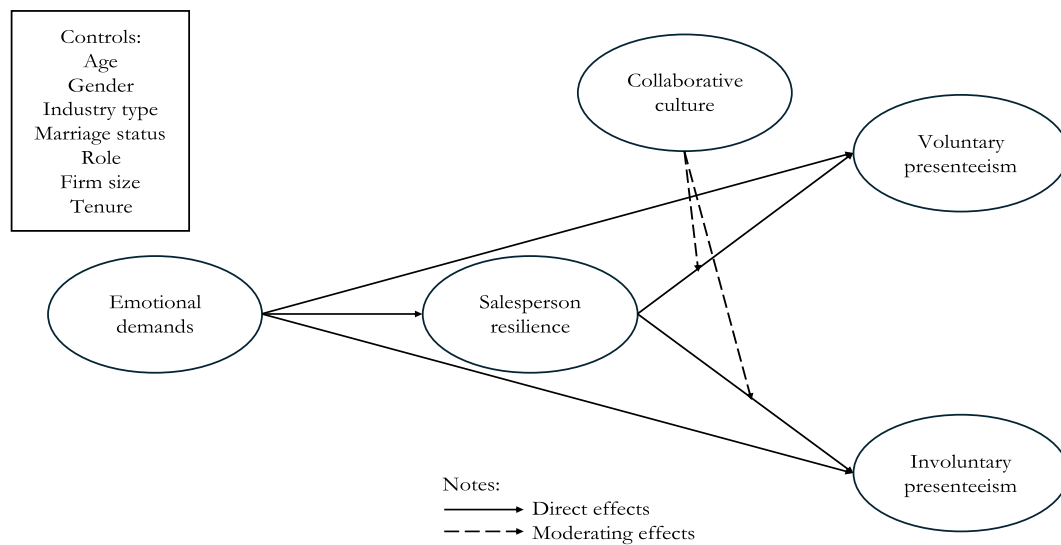 Controls:
Age
Gender
Industry type
Marriage status
Role
Firm size
Tenure
Collaborative
culture
Voluntary
presenteeism
Emotional
demands
Salesperson
resilience
Involuntary
presenteeism
Notes:
Direct effects
Moderating effects